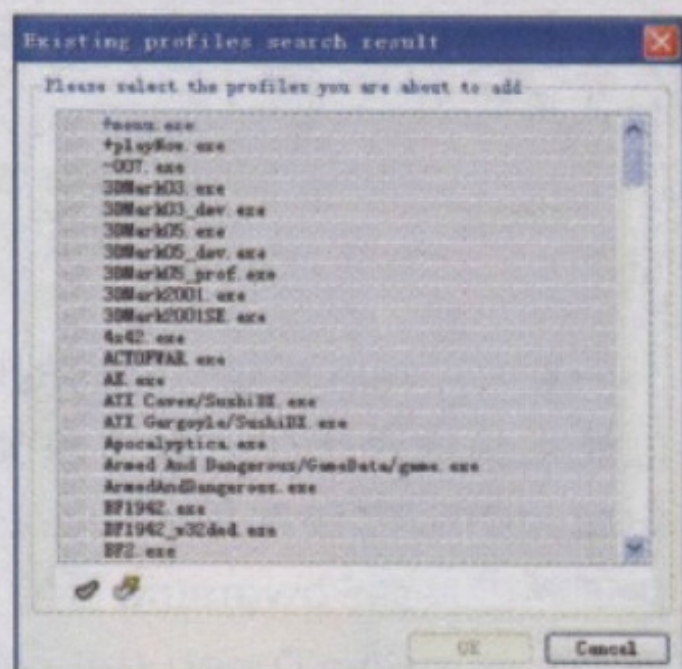 Existing profiles search result
Please select the profiles you are about to add
+menu.exe
+playNow.exe
-007.exe
3DMark03.exe
3DMark03_dev.exe
3DMark05.exe
3DMark05_dev.exe
3DMark05_prof.exe
3DMark2001.exe
3DMark2001SE.exe
4x42.exe
ACTOFWAR.exe
AE.exe
ATI Caves/SushiDX.exe
ATI Gargoyle/SushiDX.exe
Apocalyptica.exe
Armed And Dangerous/GameData/game.exe
ArmedAndDangerous.exe
BF1942.exe
BF1942_w32ded.exe
BF2.exe
OK Cancel